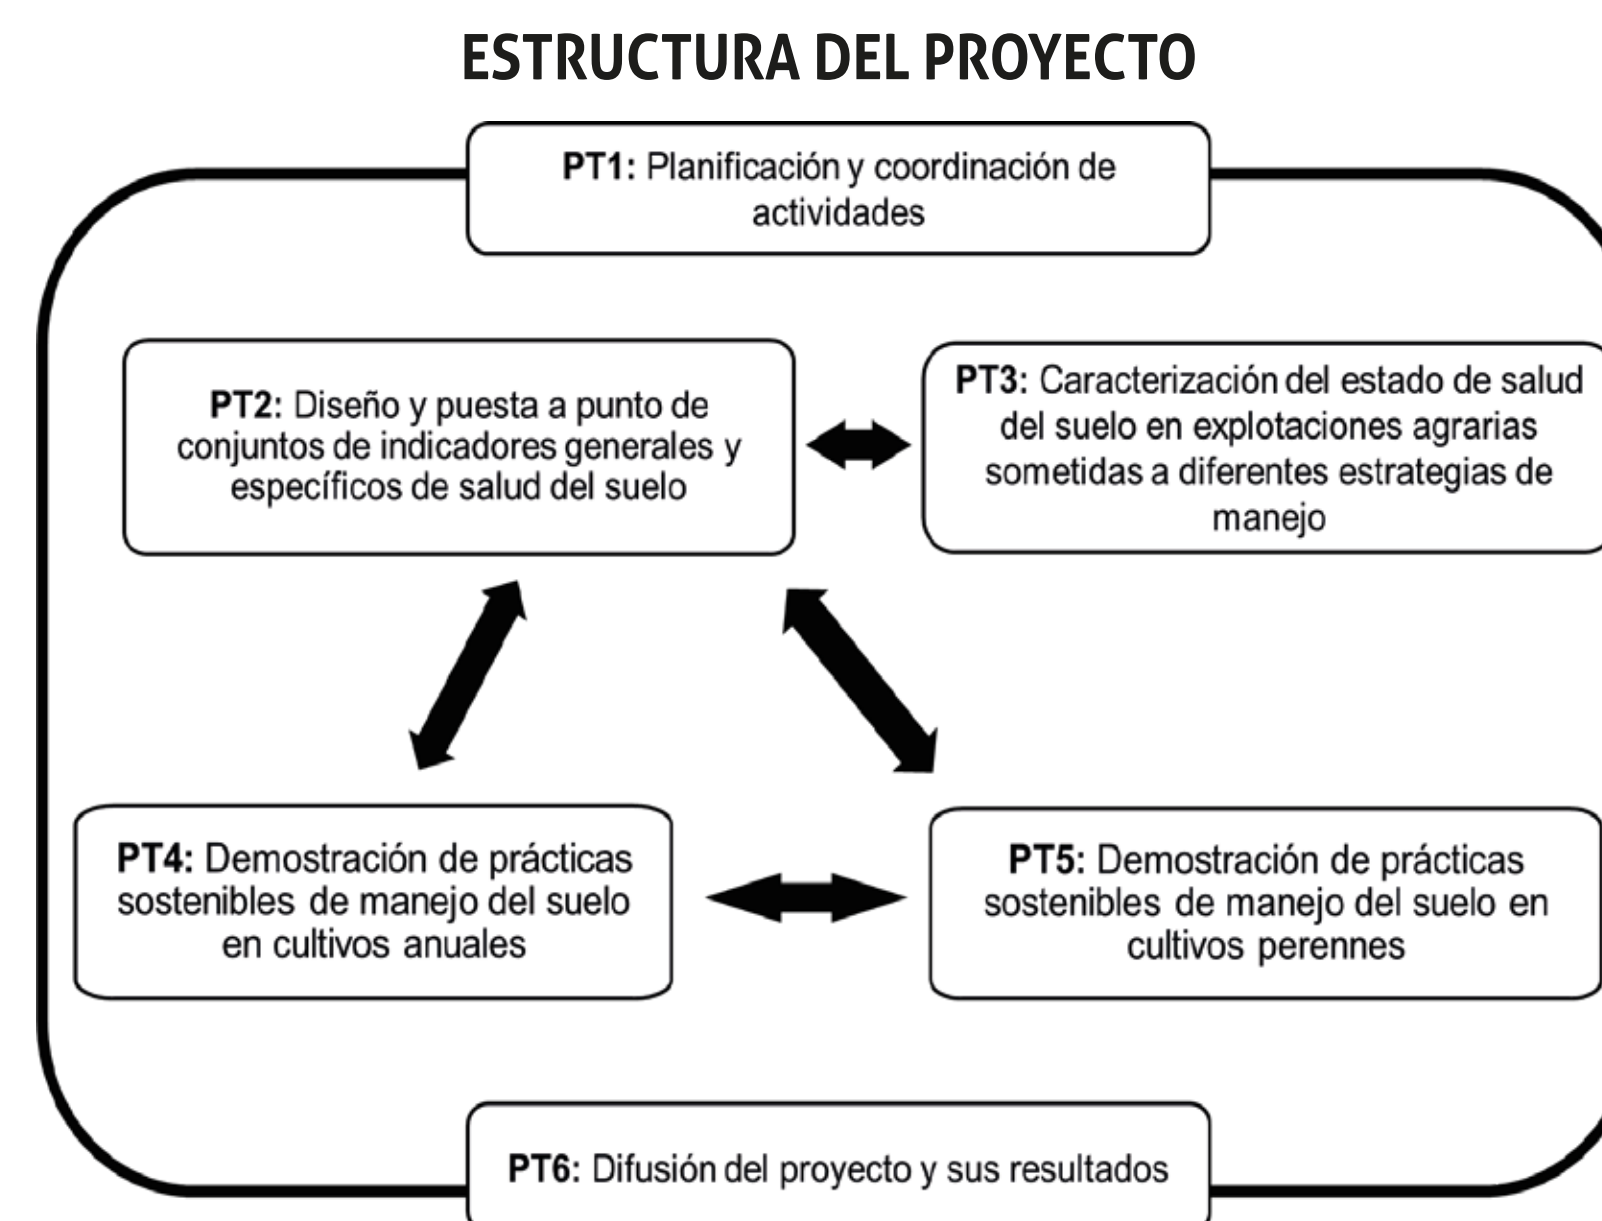 ESTRUCTURA DEL PROYECTO
PT1: Planificación y coordinación de
actividades
PT2: Diseño y puesta a punto de
conjuntos de indicadores generales y
específicos de salud del suelo
PT3: Caracterización del estado de salud
del suelo en explotaciones agrarias
sometidas a diferentes estrategias de
manejo
PT4: Demostración de prácticas
sostenibles de manejo del suelo
en cultivos anuales
PT5: Demostración de prácticas
sostenibles de manejo del suelo en
cultivos perennes
PT6: Difusión del proyecto y sus resultados